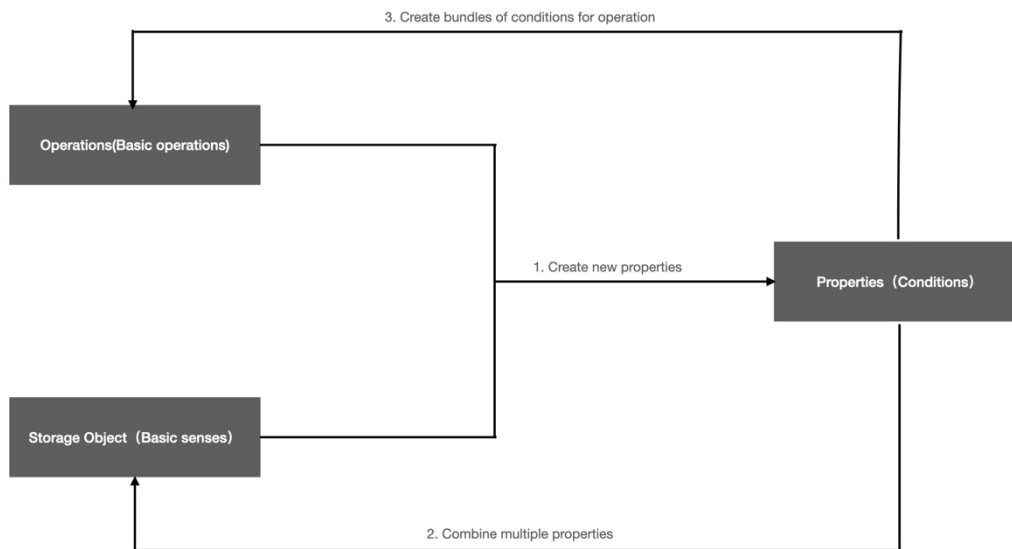 3. Create bundles of conditions for operation
Operations(Basic operations)
1. Create new properties
Properties（Conditions）
Storage Object（Basic senses）
2. Combine multiple properties